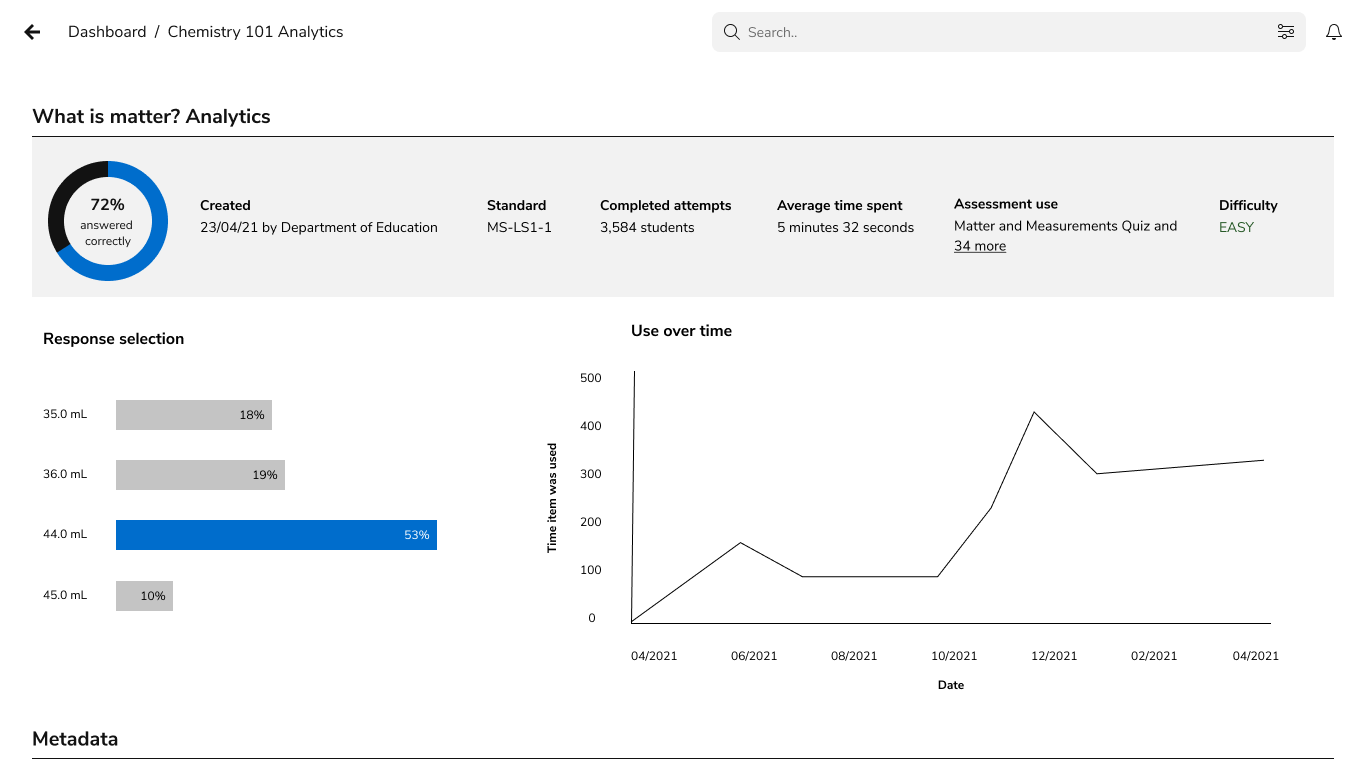 Dashboard / Chemistry 101 Analytics
Search..
What is matter? Analytics
72%
answered
correctly
Created
23/04/21 by Department of Education
Standard
MS-LS1-1
Completed attempts
3,584 students
Average time spent
5 minutes 32 seconds
Assessment use
Matter and Measurements Quiz and
34 more
Difficulty
EASY
Response selection
35.0 mL 18%
36.0 mL 19%
44.0 mL 53%
45.0 mL 10%
Use over time
Time item was used
500
400
300
200
100
0
04/2021 06/2021 08/2021 10/2021 12/2021 02/2021 04/2021
Date
Metadata